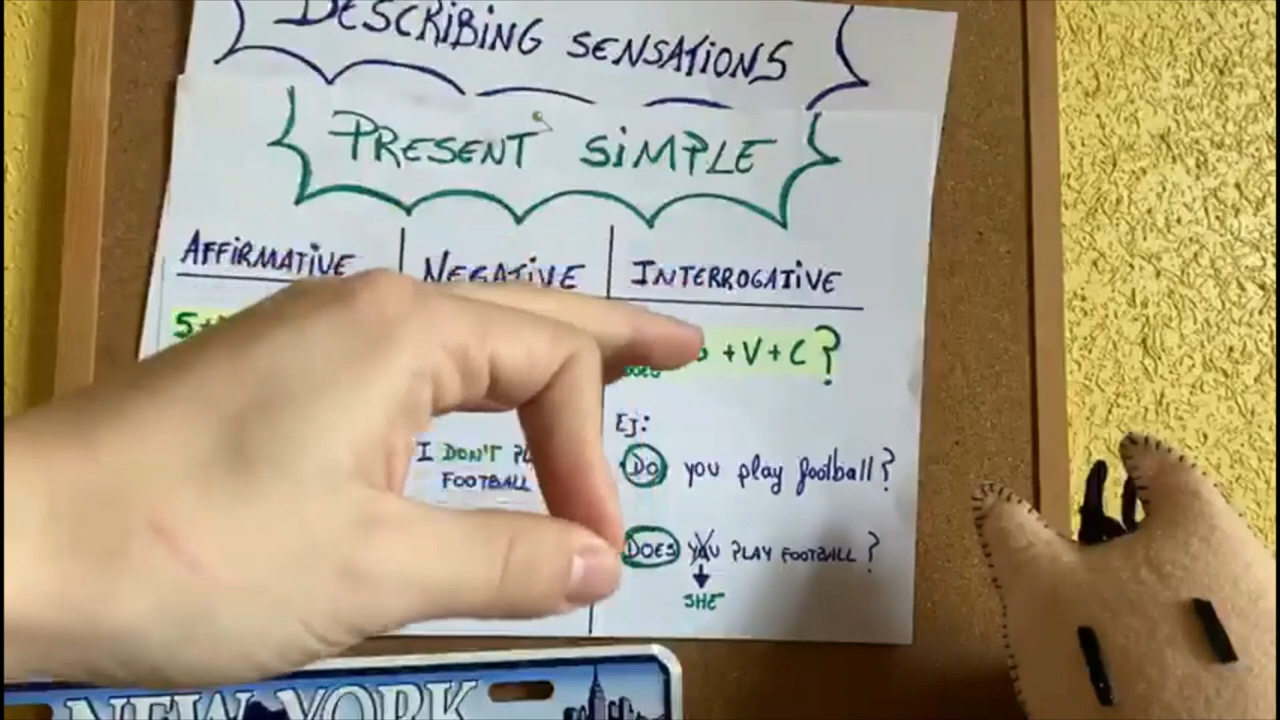 DESCRIBING SENSATIONS
PRESENT SIMPLE
AFFIRMATIVE NEGATIVE INTERROGATIVE
+V+C?
EJ:
I DON'T
FOOTBALL
DO you play football?
DOES YOU PLAY FOOTBALL?
SHE
NEW YORK